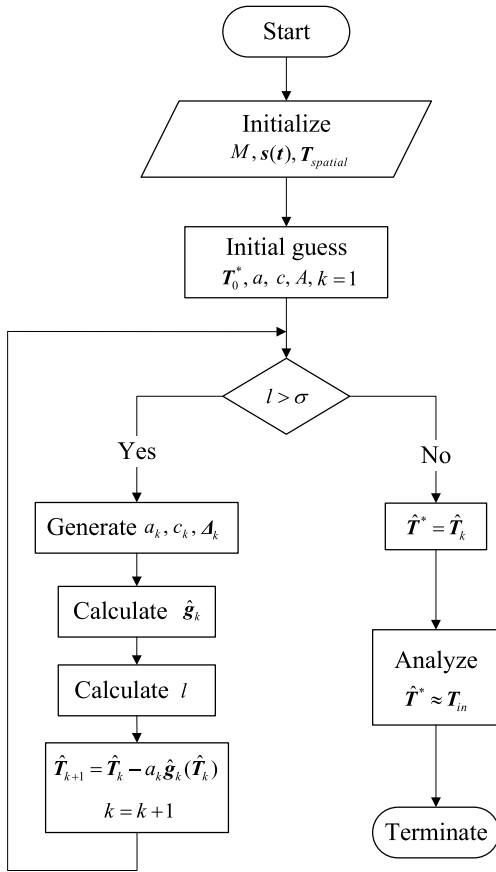 Start
Initialize
M, s(t), T_spatial
Initial guess
T_0^*, a, c, A, k = 1
l > σ
Yes
No
Generate a_k, c_k, Δ_k
T̂^* = T̂_k
Calculate ĝ_k
Calculate l
Analyze
T̂^* ≈ T_in
T̂_{k+1} = T̂_k − a_k ĝ_k(T̂_k)
k = k+1
Terminate